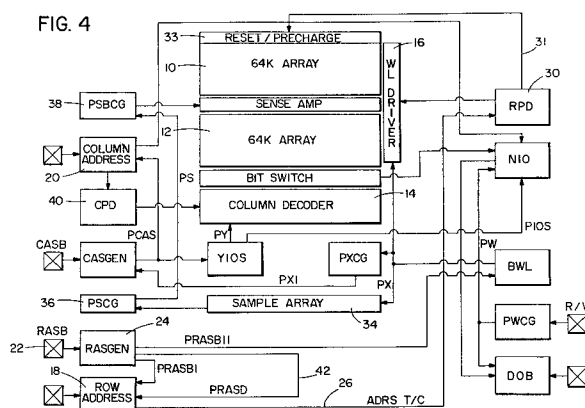 FIG. 4
33 RESET/PRECHARGE
16
31
10 64K ARRAY
WL DRIVER
30
38 PSBCG
SENSE AMP
RPD
12 64K ARRAY
COLUMN ADDRESS
20
PS
BIT SWITCH
NIO
14
40 CPD
COLUMN DECODER
PCAS
PY
PIOS
CASB
CASGEN
YIOS
PXCG
PW
PXI
PX
BWL
36 PSCG
SAMPLE ARRAY
34
RASB
24
22
RASGEN
PRASBII
PWCG
R/W
PRASBI
42
18
ROW ADDRESS
PRASD
26
ADRS T/C
DOB